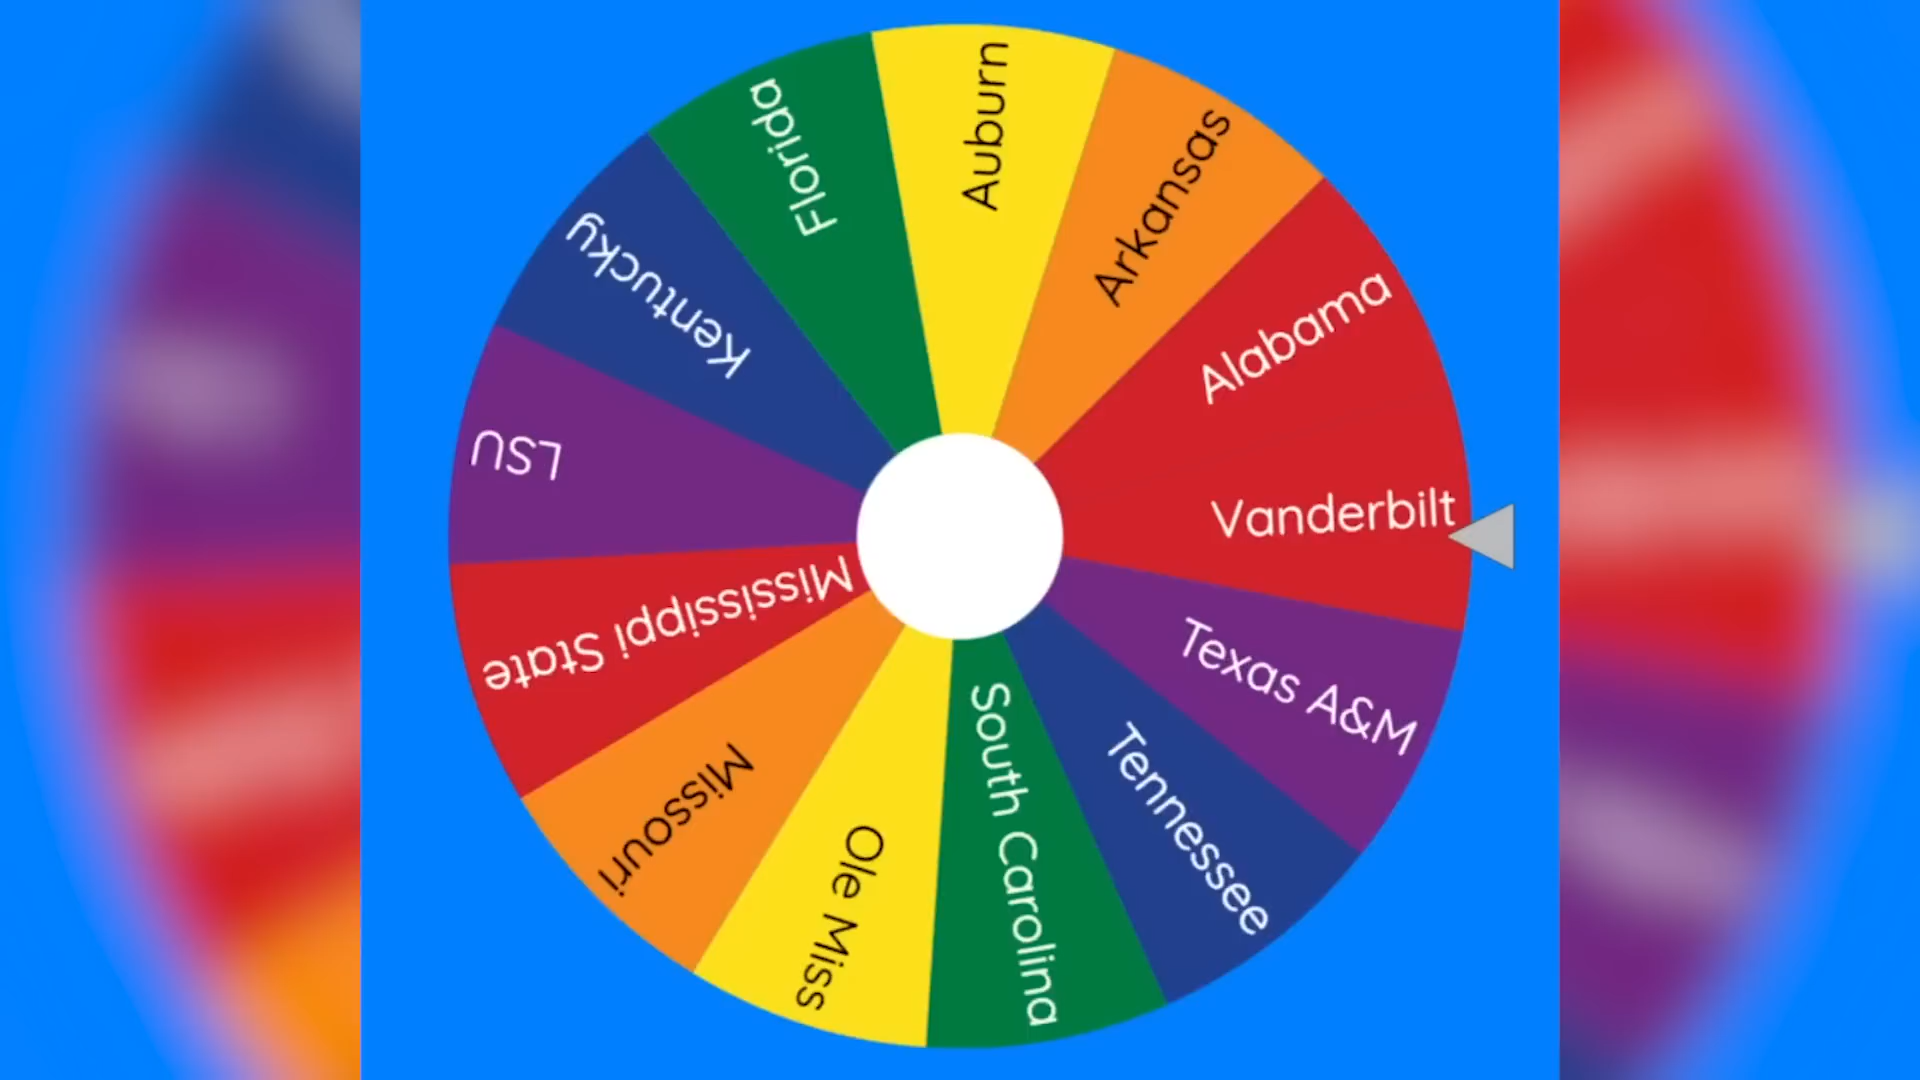 Auburn
Arkansas
Alabama
Vanderbilt
Texas A&M
Tennessee
South Carolina
Ole Miss
Missouri
Mississippi State
LSU
Kentucky
Florida